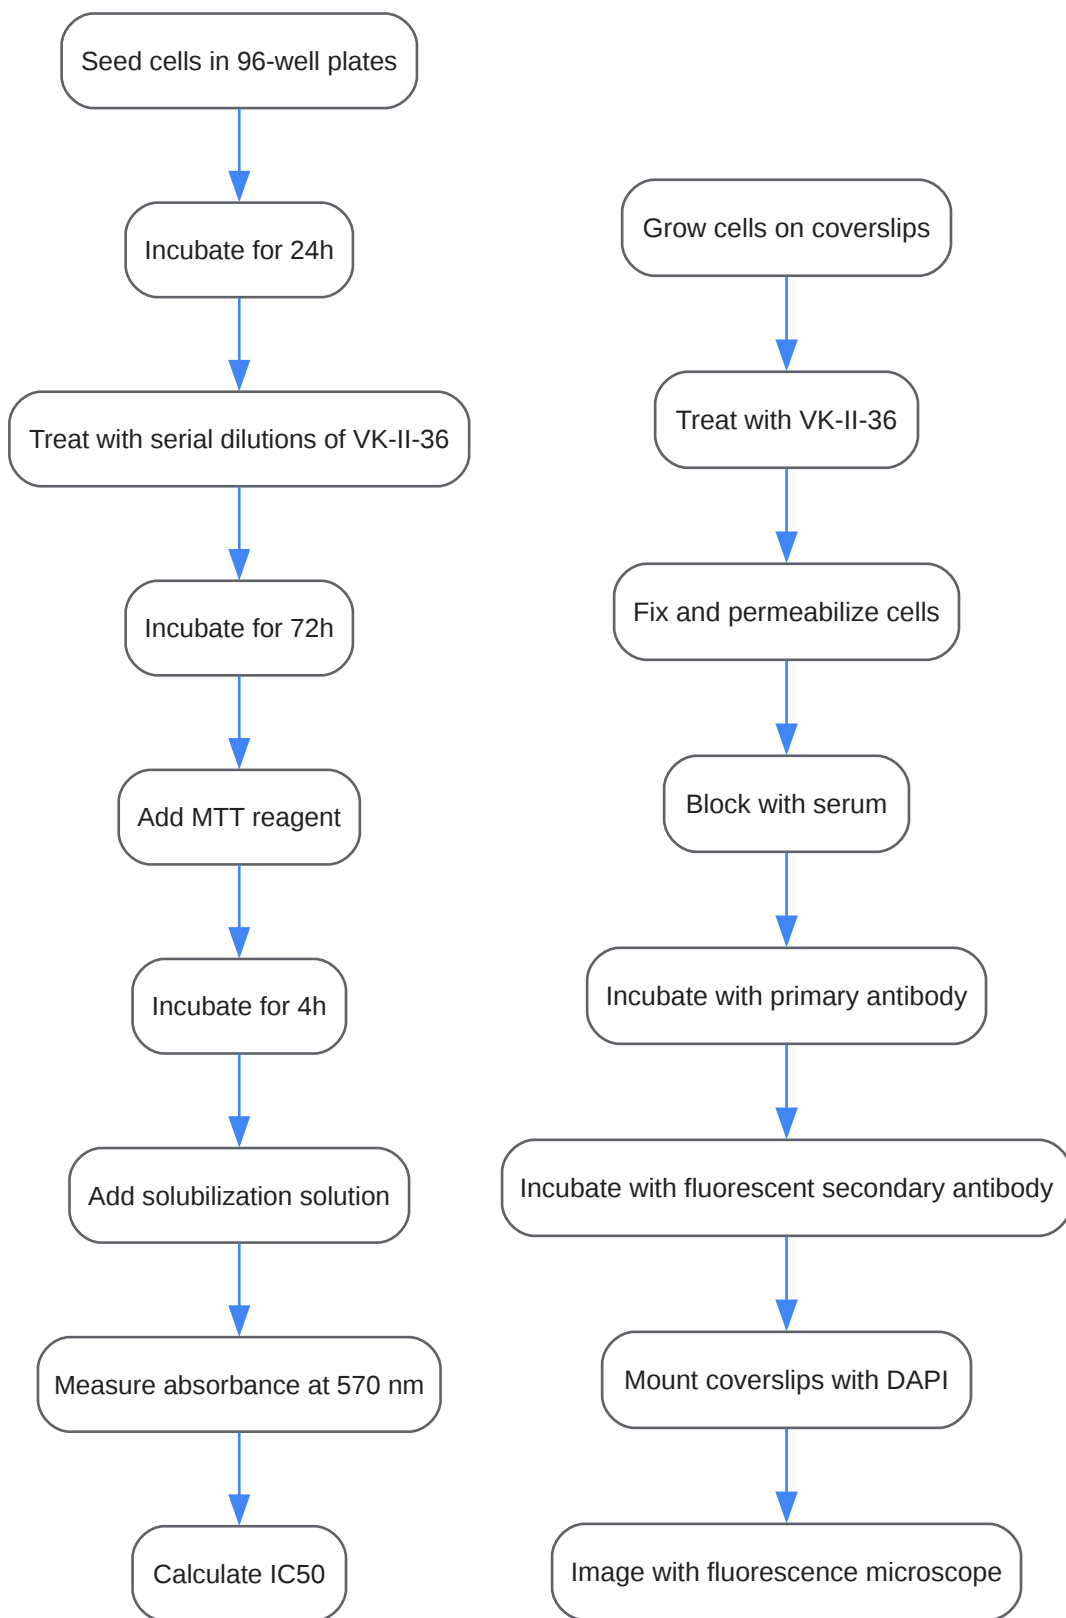 Seed cells in 96-well plates
Incubate for 24h
Treat with serial dilutions of VK-II-36
Incubate for 72h
Add MTT reagent
Incubate for 4h
Add solubilization solution
Measure absorbance at 570 nm
Calculate IC50
Grow cells on coverslips
Treat with VK-II-36
Fix and permeabilize cells
Block with serum
Incubate with primary antibody
Incubate with fluorescent secondary antibody
Mount coverslips with DAPI
Image with fluorescence microscope